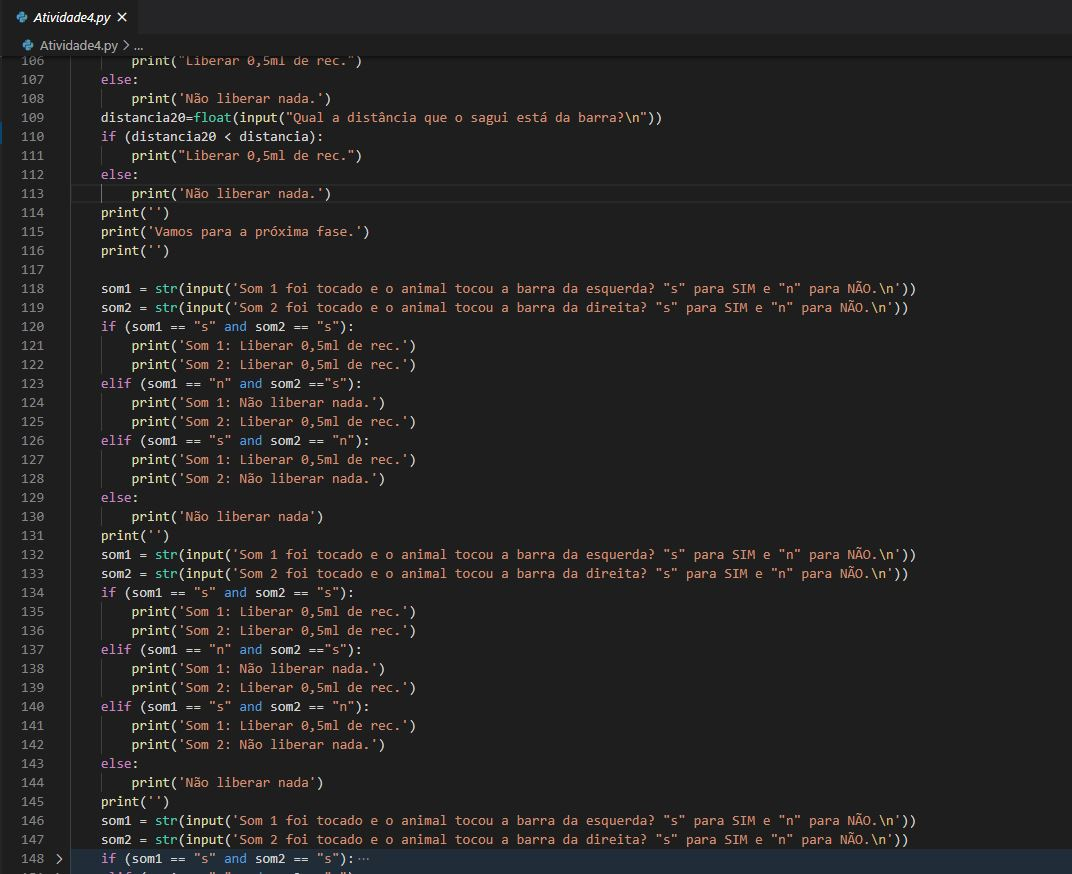 Atividade4.py ×
Atividade4.py > ...
106 print("Liberar 0,5ml de rec.")
107 else:
108 print('Não liberar nada.')
109 distancia20=float(input("Qual a distância que o sagui está da barra?\n"))
110 if (distancia20 < distancia):
111 print("Liberar 0,5ml de rec.")
112 else:
113 print('Não liberar nada.')
114 print('')
115 print('Vamos para a próxima fase.')
116 print('')
117
118 som1 = str(input('Som 1 foi tocado e o animal tocou a barra da esquerda? "s" para SIM e "n" para NÃO.\n'))
119 som2 = str(input('Som 2 foi tocado e o animal tocou a barra da direita? "s" para SIM e "n" para NÃO.\n'))
120 if (som1 == "s" and som2 == "s"):
121 print('Som 1: Liberar 0,5ml de rec.')
122 print('Som 2: Liberar 0,5ml de rec.')
123 elif (som1 == "n" and som2 =="s"):
124 print('Som 1: Não liberar nada.')
125 print('Som 2: Liberar 0,5ml de rec.')
126 elif (som1 == "s" and som2 == "n"):
127 print('Som 1: Liberar 0,5ml de rec.')
128 print('Som 2: Não liberar nada.')
129 else:
130 print('Não liberar nada')
131 print('')
132 som1 = str(input('Som 1 foi tocado e o animal tocou a barra da esquerda? "s" para SIM e "n" para NÃO.\n'))
133 som2 = str(input('Som 2 foi tocado e o animal tocou a barra da direita? "s" para SIM e "n" para NÃO.\n'))
134 if (som1 == "s" and som2 == "s"):
135 print('Som 1: Liberar 0,5ml de rec.')
136 print('Som 2: Liberar 0,5ml de rec.')
137 elif (som1 == "n" and som2 =="s"):
138 print('Som 1: Não liberar nada.')
139 print('Som 2: Liberar 0,5ml de rec.')
140 elif (som1 == "s" and som2 == "n"):
141 print('Som 1: Liberar 0,5ml de rec.')
142 print('Som 2: Não liberar nada.')
143 else:
144 print('Não liberar nada')
145 print('')
146 som1 = str(input('Som 1 foi tocado e o animal tocou a barra da esquerda? "s" para SIM e "n" para NÃO.\n'))
147 som2 = str(input('Som 2 foi tocado e o animal tocou a barra da direita? "s" para SIM e "n" para NÃO.\n'))
148 > if (som1 == "s" and som2 == "s"): ...